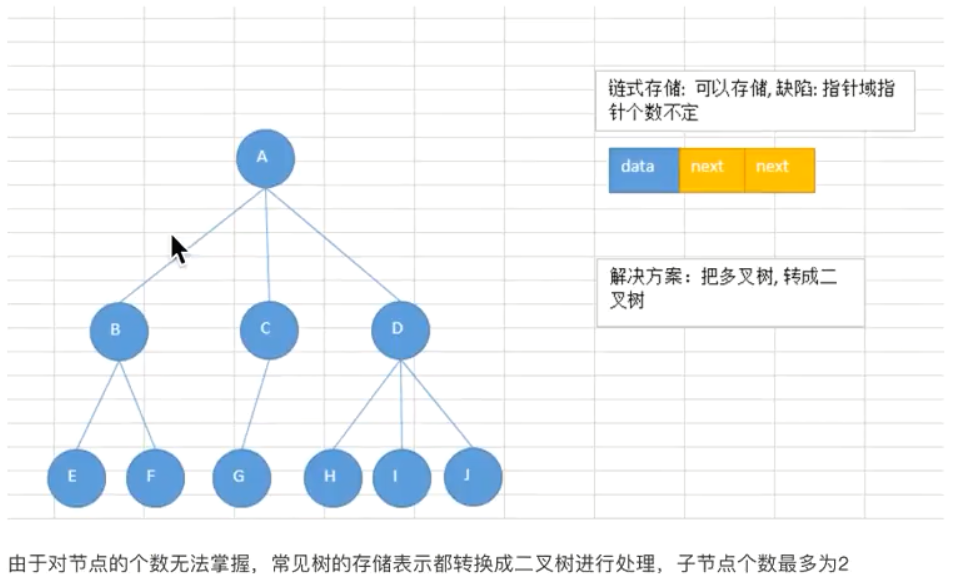 链式存储: 可以存储, 缺陷: 指针域指
针个数不定
A
data next next
解决方案：把多叉树, 转成二
叉树
B C D
E F G H I J
由于对节点的个数无法掌握，常见树的存储表示都转换成二叉树进行处理，子节点个数最多为2